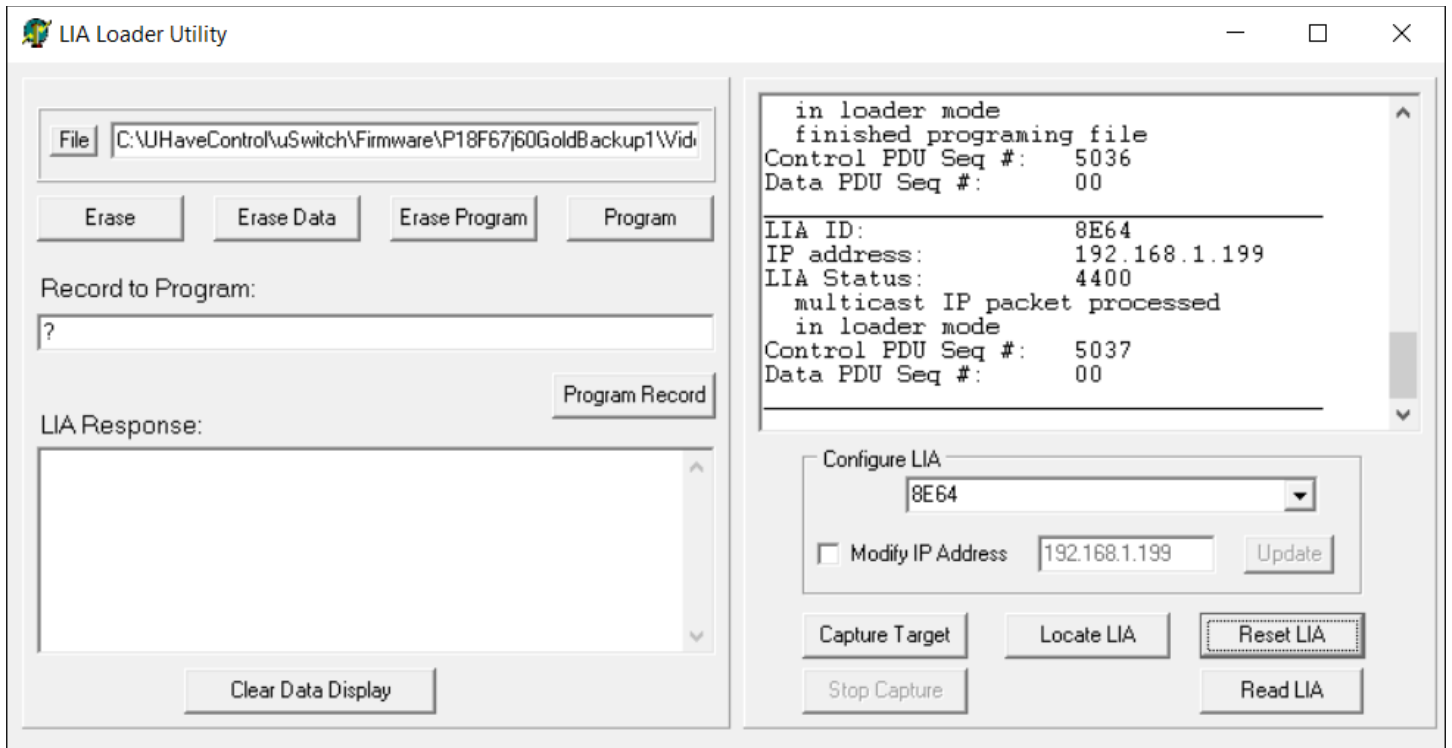 LIA Loader Utility
File C:\UHaveControl\uSwitch\Firmware\P18F67j60GoldBackup1\Vid
Erase Erase Data Erase Program Program
Record to Program:
?
Program Record
LIA Response:
Clear Data Display
in loader mode
finished programing file
Control PDU Seq #: 5036
Data PDU Seq #: 00
LIA ID: 8E64
IP address: 192.168.1.199
LIA Status: 4400
multicast IP packet processed
in loader mode
Control PDU Seq #: 5037
Data PDU Seq #: 00
Configure LIA
8E64
Modify IP Address 192.168.1.199 Update
Capture Target Locate LIA Reset LIA
Stop Capture Read LIA